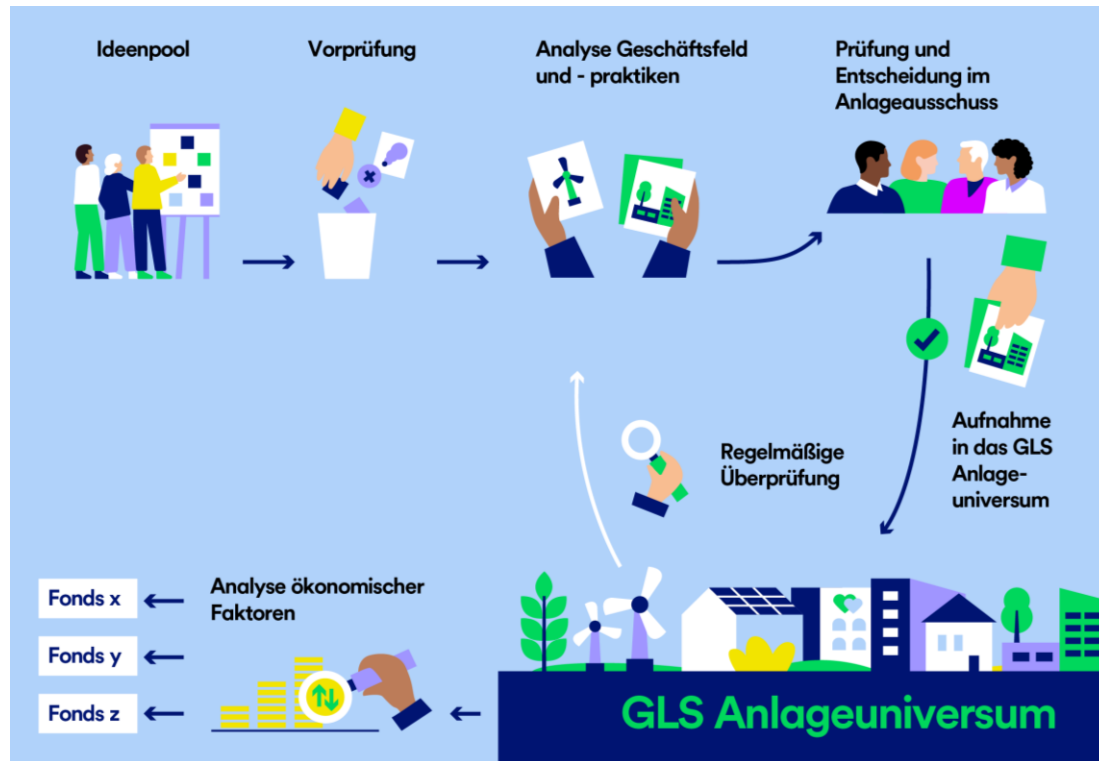 Ideenpool
Vorprüfung
Analyse Geschäftsfeld
und - praktiken
Prüfung und
Entscheidung im
Anlageausschuss
Aufnahme
in das GLS
Anlage-
universum
Regelmäßige
Überprüfung
GLS Anlageuniversum
Analyse ökonomischer
Faktoren
Fonds x
Fonds y
Fonds z